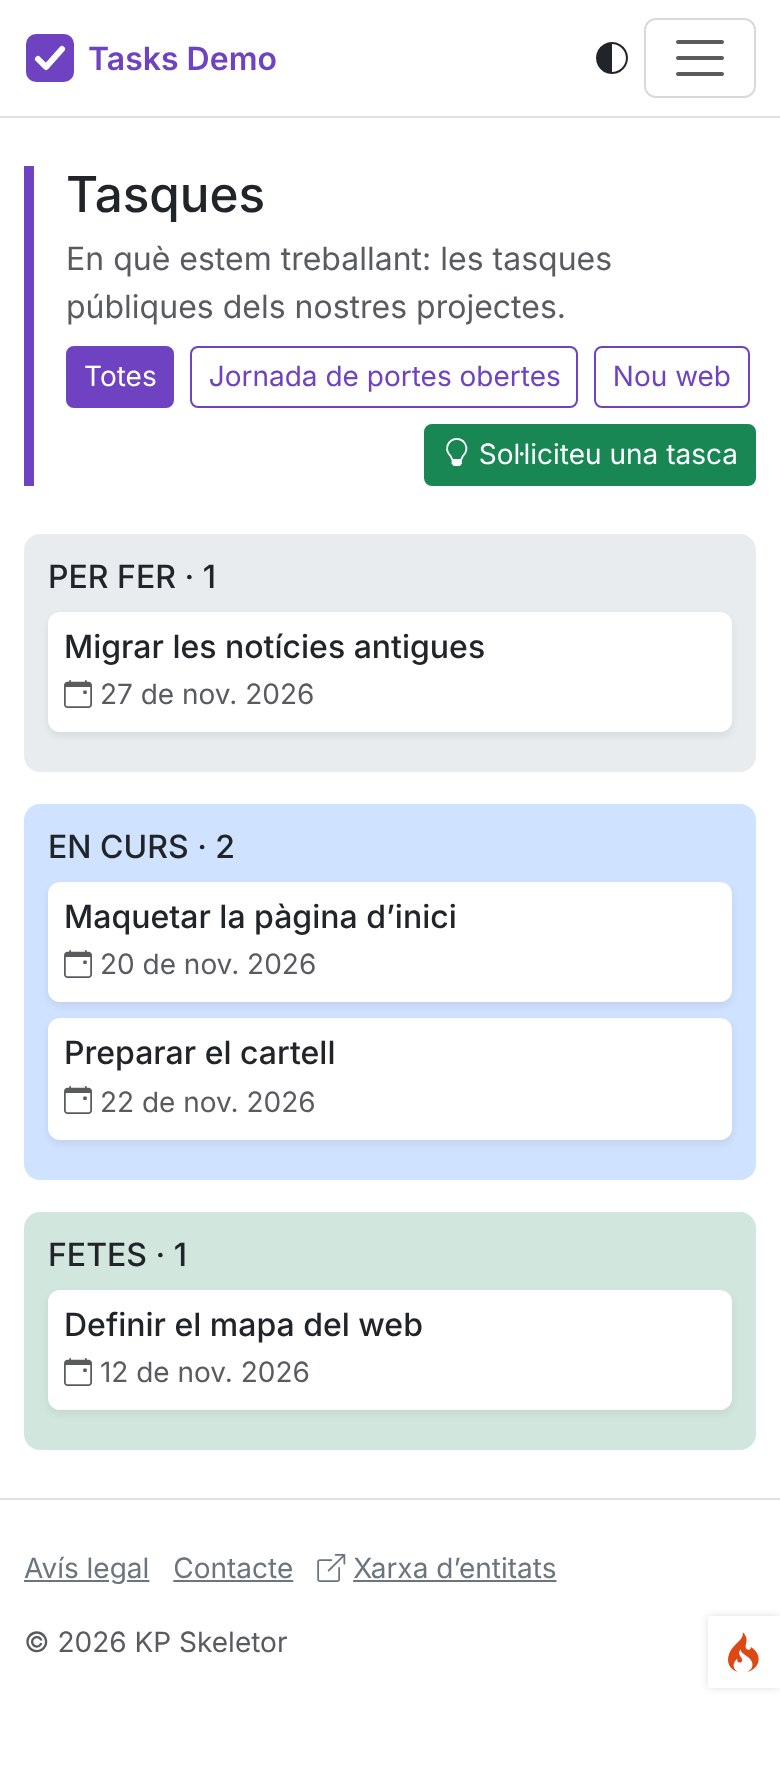 Tasks Demo
Tasques
En què estem treballant: les tasques
públiques dels nostres projectes.
Totes
Jornada de portes obertes
Nou web
Sol·liciteu una tasca
PER FER · 1
Migrar les notícies antigues
27 de nov. 2026
EN CURS · 2
Maquetar la pàgina d’inici
20 de nov. 2026
Preparar el cartell
22 de nov. 2026
FETES · 1
Definir el mapa del web
12 de nov. 2026
Avís legal
Contacte
Xarxa d’entitats
© 2026 KP Skeletor